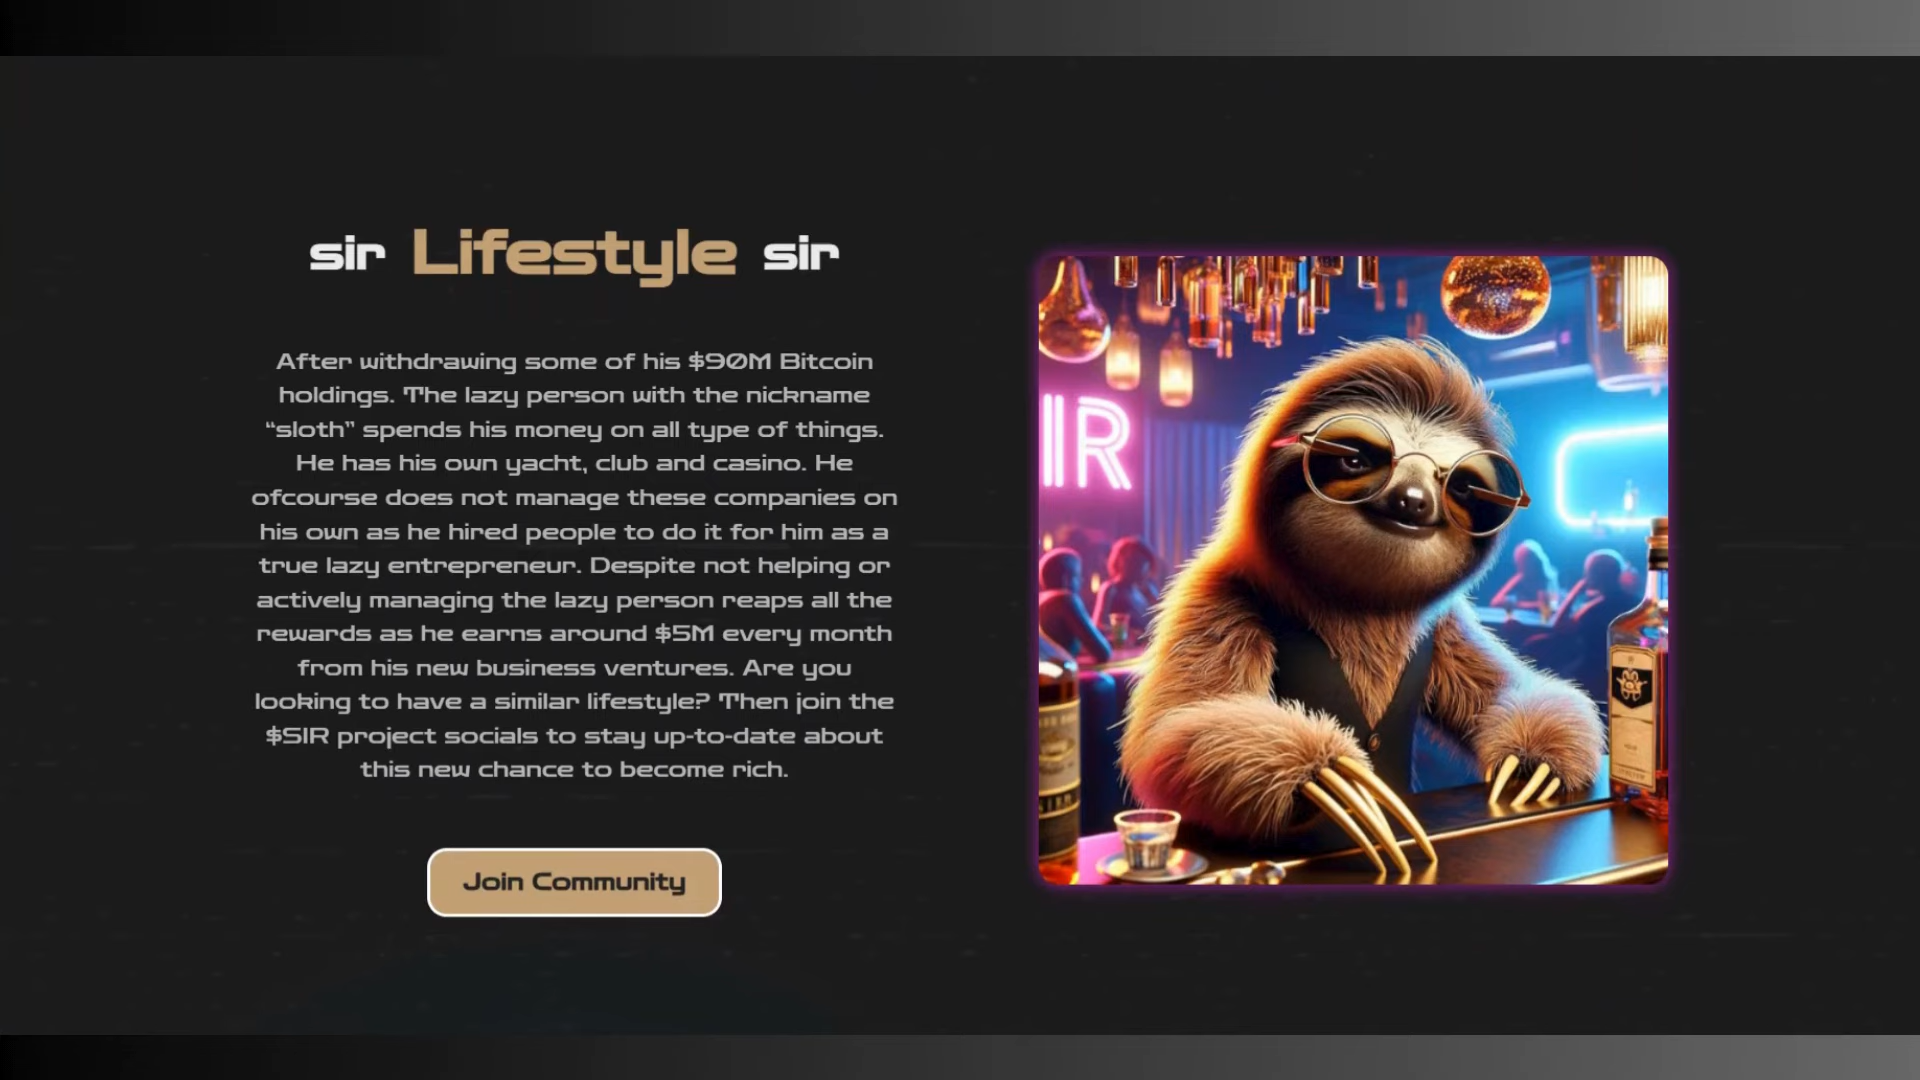 sir Lifestyle sir
After withdrawing some of his $90M Bitcoin
holdings. The lazy person with the nickname
“sloth” spends his money on all type of things.
He has his own yacht, club and casino. He
ofcourse does not manage these companies on
his own as he hired people to do it for him as a
true lazy entrepreneur. Despite not helping or
actively managing the lazy person reaps all the
rewards as he earns around $5M every month
from his new business ventures. Are you
looking to have a similar lifestyle? Then join the
$SIR project socials to stay up-to-date about
this new chance to become rich.
Join Community
IR